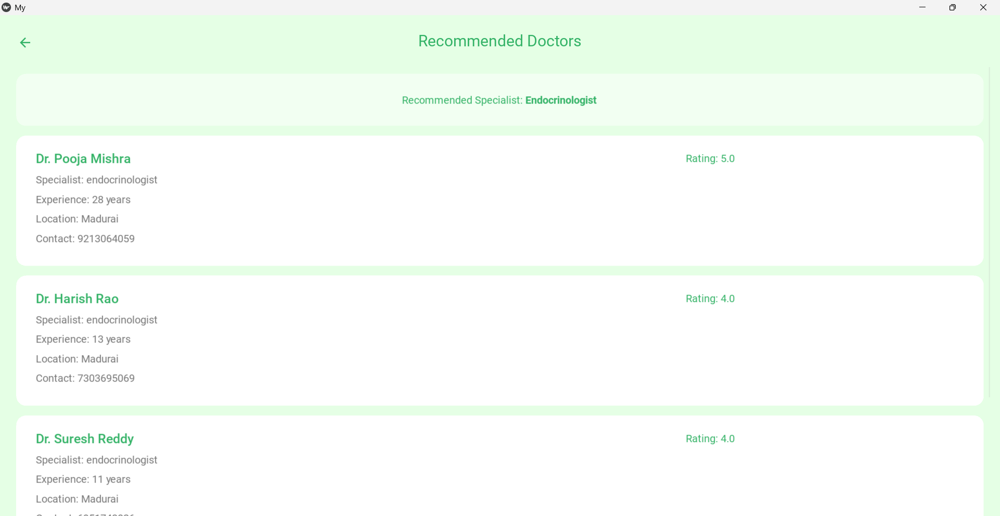 My
Recommended Doctors
Recommended Specialist: Endocrinologist
Dr. Pooja Mishra
Rating: 5.0
Specialist: endocrinologist
Experience: 28 years
Location: Madurai
Contact: 9213064059
Dr. Harish Rao
Rating: 4.0
Specialist: endocrinologist
Experience: 13 years
Location: Madurai
Contact: 7303695069
Dr. Suresh Reddy
Rating: 4.0
Specialist: endocrinologist
Experience: 11 years
Location: Madurai